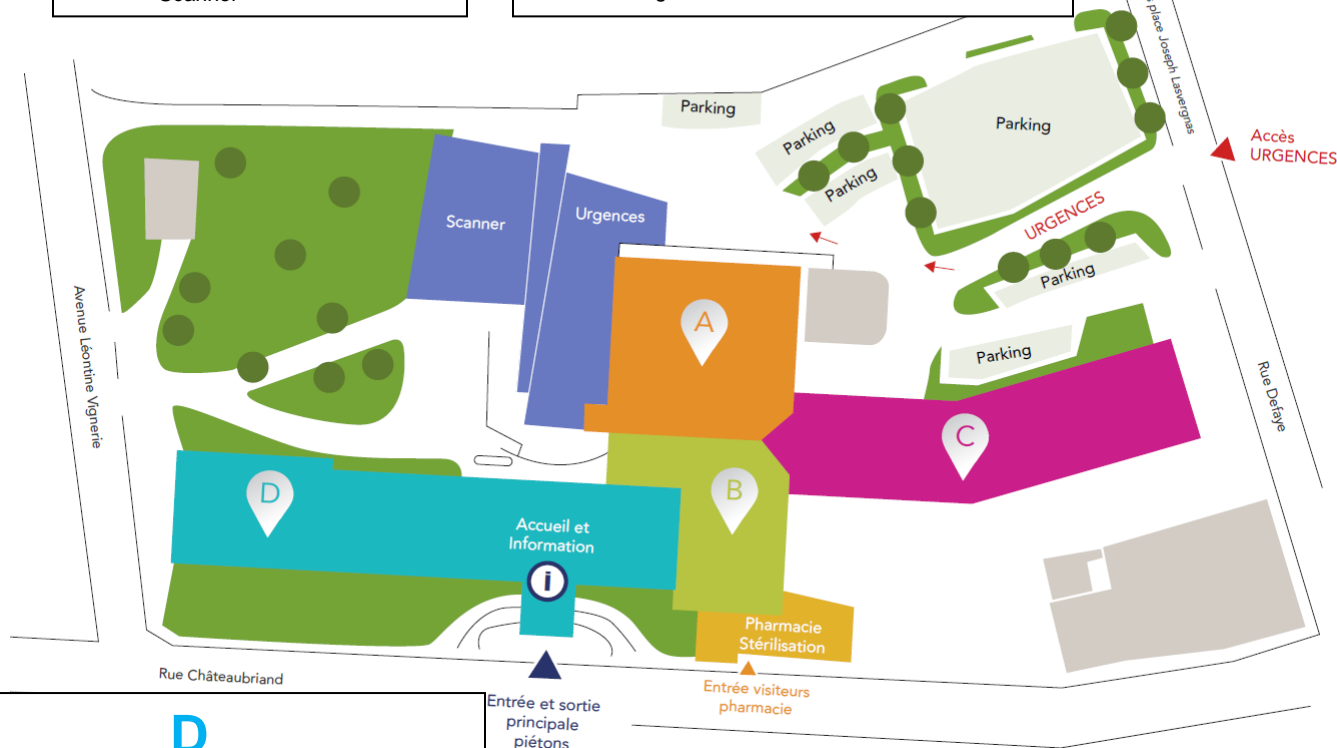 Scanner
s place Joseph Lasvergnas
Parking
Parking
Parking
Parking
Accès
URGENCES
Scanner
Urgences
URGENCES
Parking
A
Parking
Avenue Léontine Vignerie
Rue Defaye
C
D
B
Accueil et
Information
i
Pharmacie
Stérilisation
Rue Châteaubriand
Entrée visiteurs
pharmacie
Entrée et sortie
principale
piétons
D